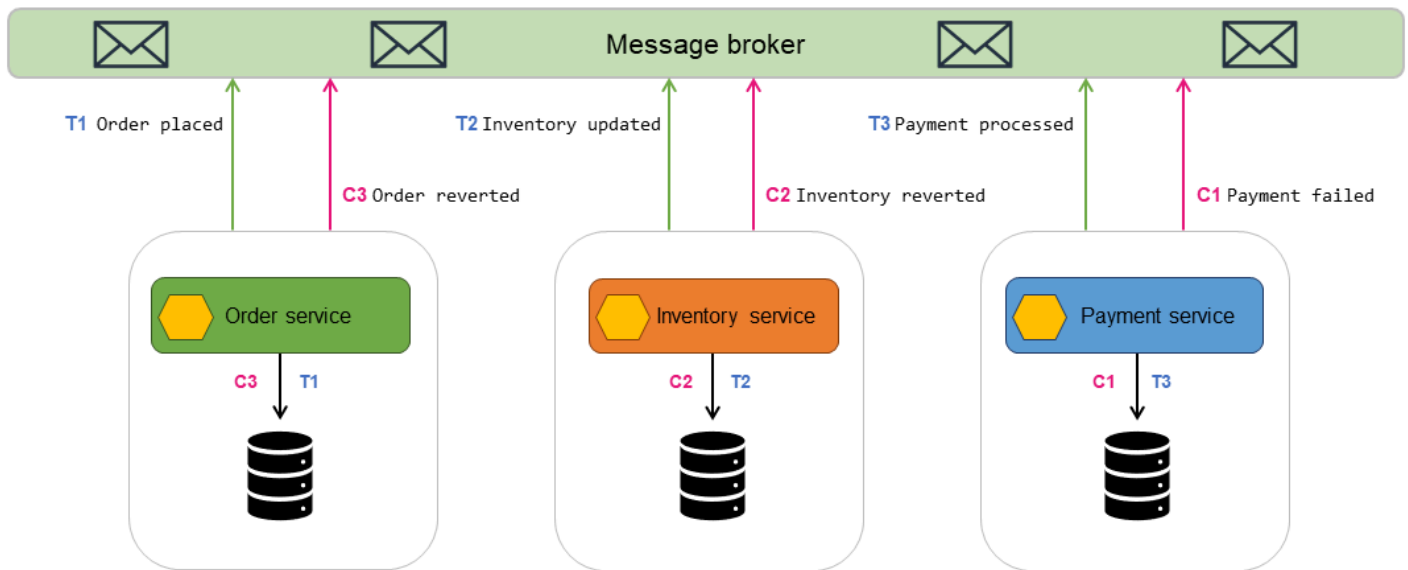 Message broker
T1 Order placed
T2 Inventory updated
T3 Payment processed
C3 Order reverted
C2 Inventory reverted
C1 Payment failed
Order service
Inventory service
Payment service
C3 T1
C2 T2
C1 T3